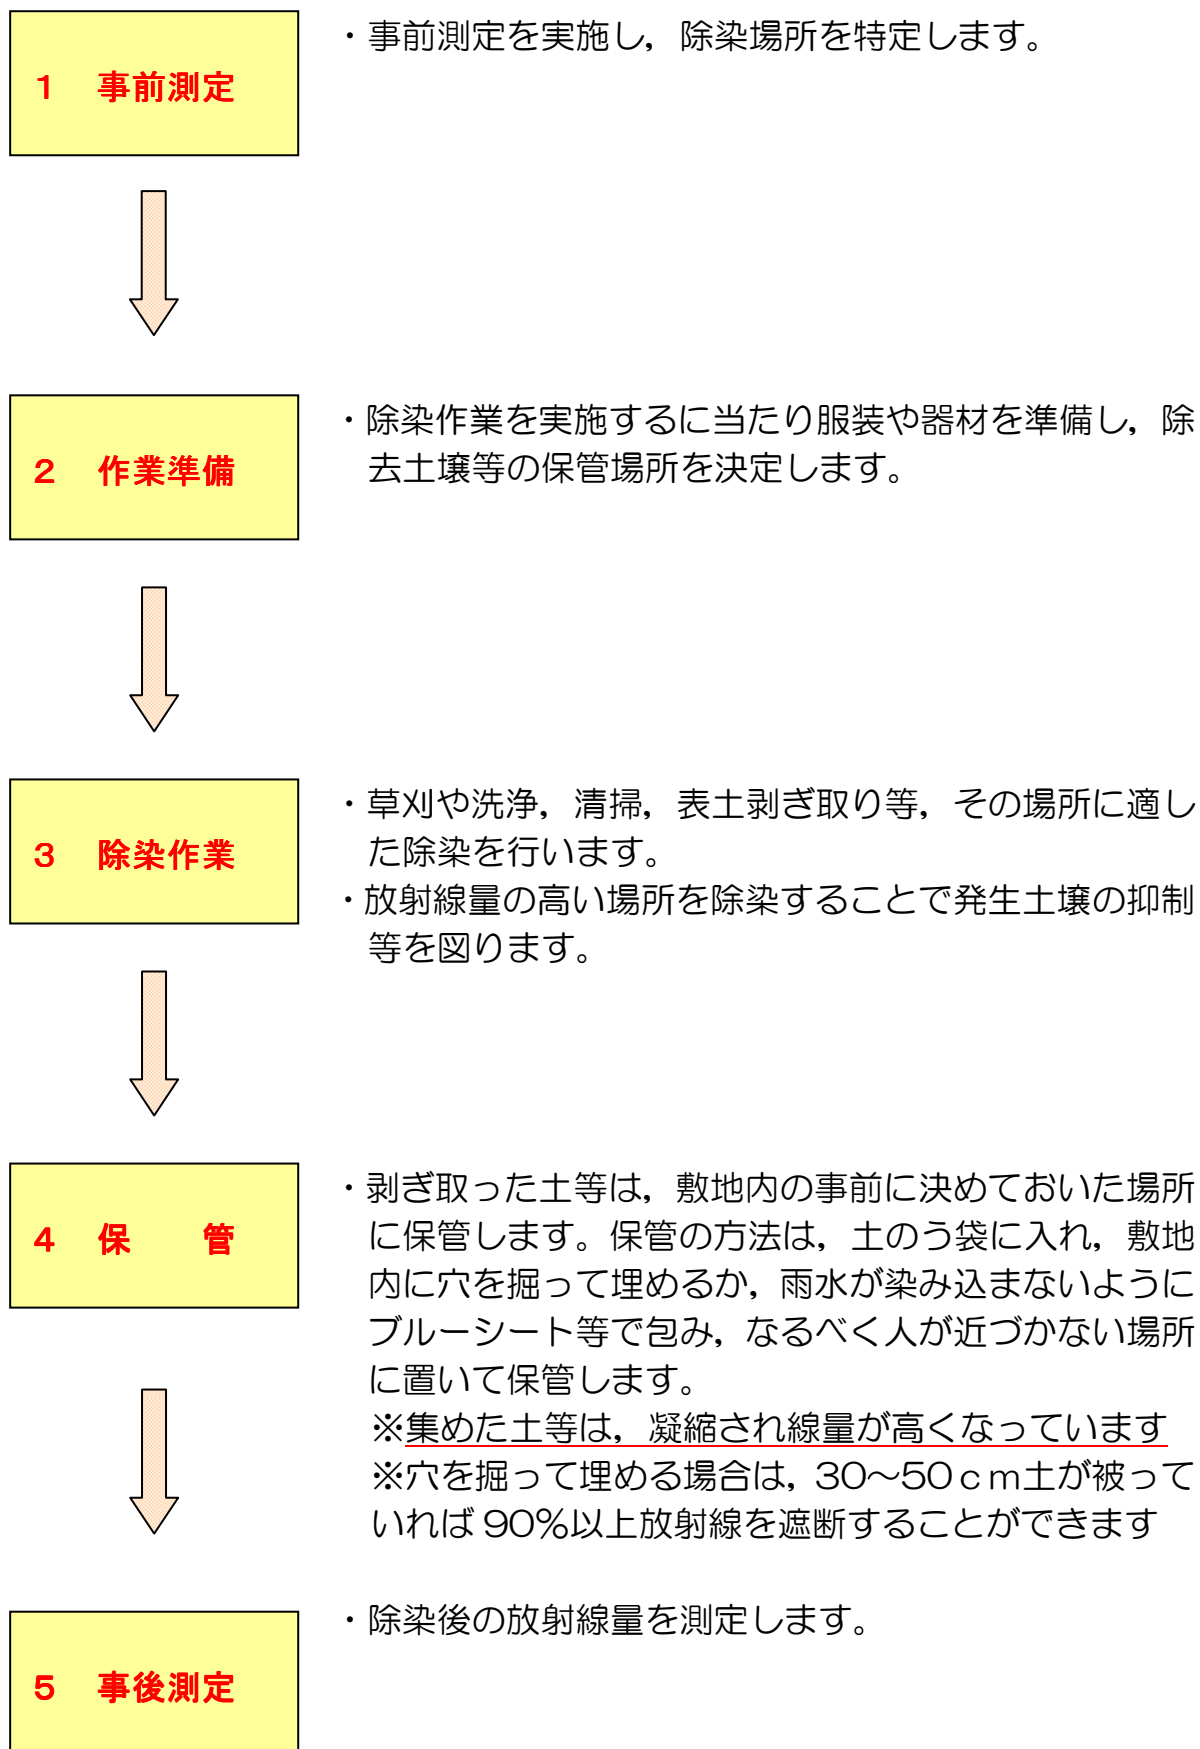 １　事前測定
・事前測定を実施し，除染場所を特定します。
２　作業準備
・除染作業を実施するに当たり服装や器材を準備し，除
去土壌等の保管場所を決定します。
３　除染作業
・草刈や洗浄，清掃，表土剥ぎ取り等，その場所に適し
た除染を行います。
・放射線量の高い場所を除染することで発生土壌の抑制
等を図ります。
４　保　　管
・剥ぎ取った土等は，敷地内の事前に決めておいた場所
に保管します。保管の方法は，土のう袋に入れ，敷地
内に穴を掘って埋めるか，雨水が染み込まないように
ブルーシート等で包み，なるべく人が近づかない場所
に置いて保管します。
※集めた土等は，凝縮され線量が高くなっています
※穴を掘って埋める場合は，30～50ｃｍ土が被って
いれば 90％以上放射線を遮断することができます
５　事後測定
・除染後の放射線量を測定します。